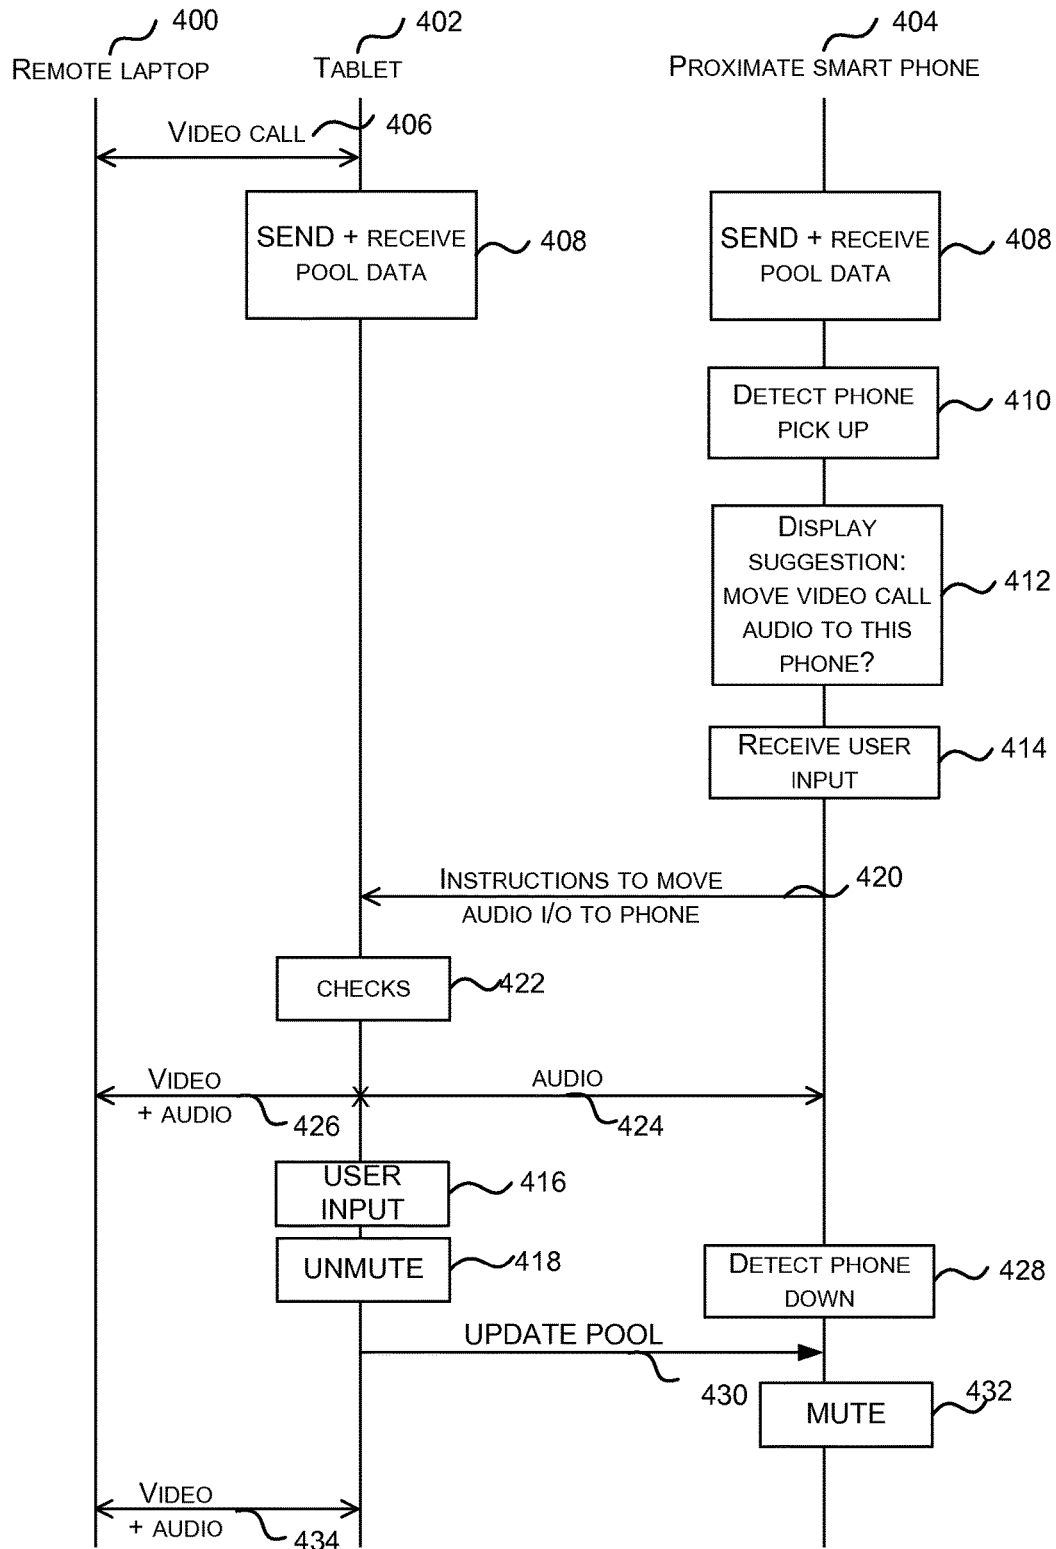 400
402
404
REMOTE LAPTOP
TABLET
PROXIMATE SMART PHONE
VIDEO CALL
406
SEND + RECEIVE
POOL DATA
408
SEND + RECEIVE
POOL DATA
408
DETECT PHONE
PICK UP
410
DISPLAY
SUGGESTION:
MOVE VIDEO CALL
AUDIO TO THIS
PHONE?
412
RECEIVE USER
INPUT
414
INSTRUCTIONS TO MOVE
AUDIO I/O TO PHONE
420
CHECKS
422
VIDEO
+ AUDIO
426
AUDIO
424
USER
INPUT
416
UNMUTE
418
DETECT PHONE
DOWN
428
UPDATE POOL
430
MUTE
432
VIDEO
+ AUDIO
434